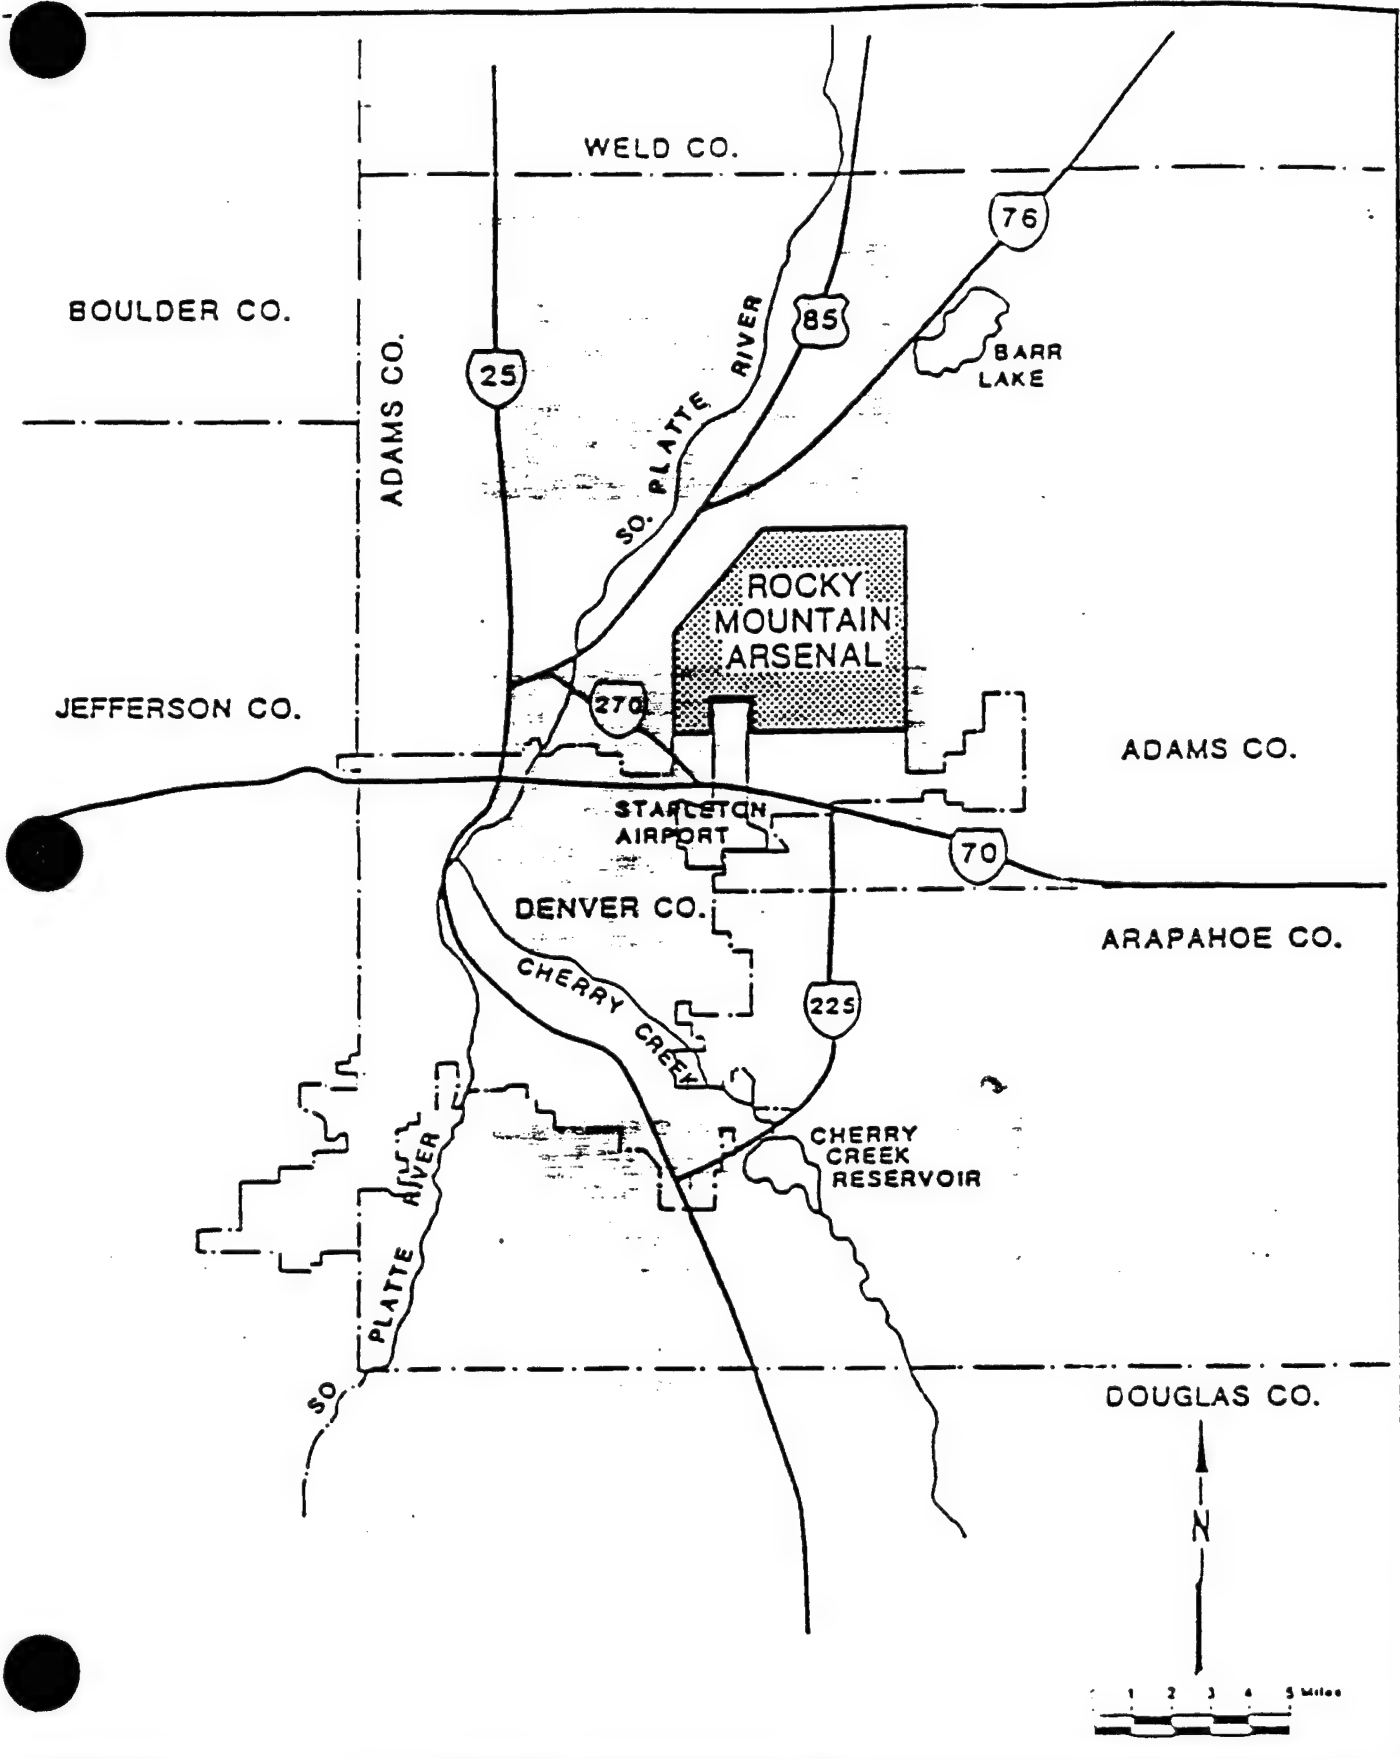 WELD CO.
76
BOULDER CO.
85
BARR
LAKE
ADAMS CO.
25
SO. PLATTE RIVER
ROCKY
MOUNTAIN
ARSENAL
JEFFERSON CO.
270
ADAMS CO.
STAPLETON
AIRPORT
70
DENVER CO.
ARAPAHOE CO.
CHERRY CREEK
225
CHERRY
CREEK
RESERVOIR
SO PLATTE RIVER
DOUGLAS CO.
N
1 2 3 4 5 Miles